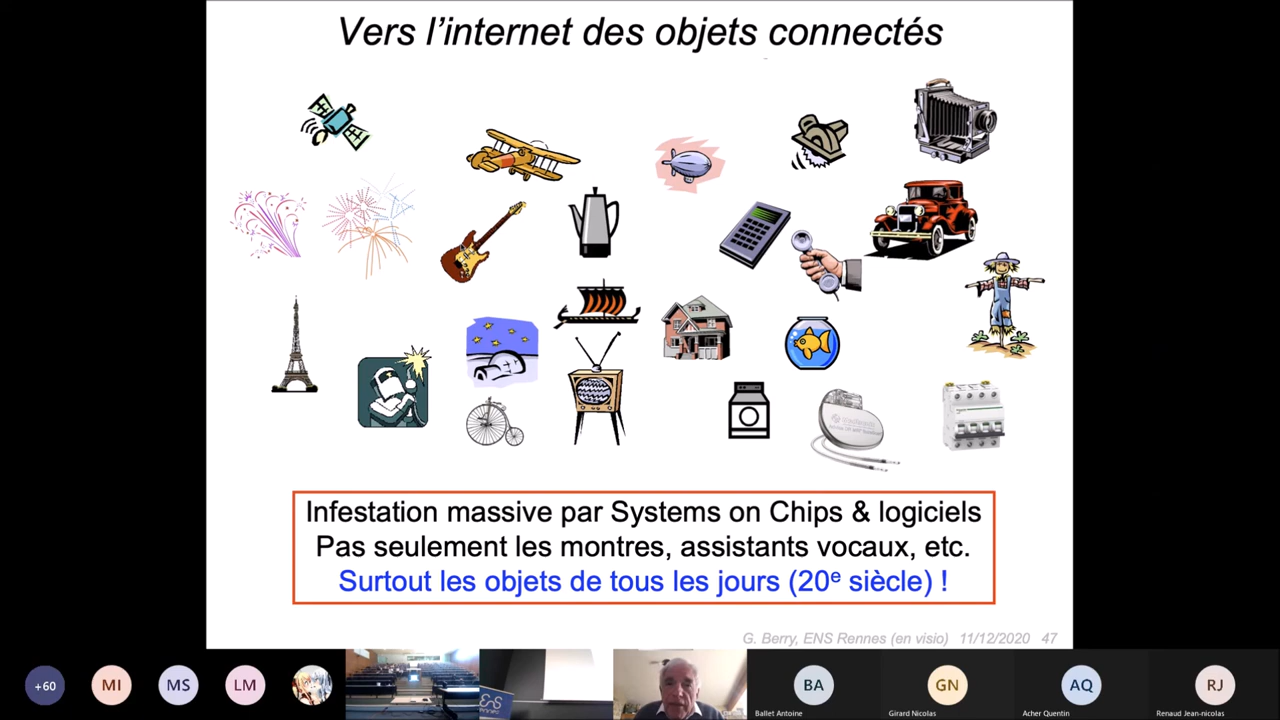 Vers l'internet des objets connectés
Infestation massive par Systems on Chips & logiciels
Pas seulement les montres, assistants vocaux, etc.
Surtout les objets de tous les jours (20e siècle) !
G. Berry, ENS Rennes (en visio) 11/12/2020 47
+60
MI
MS
LM
ens
BA
GN
AQ
RJ
Ballet Antoine
Girard Nicolas
Acher Quentin
Renaud Jean-nicolas